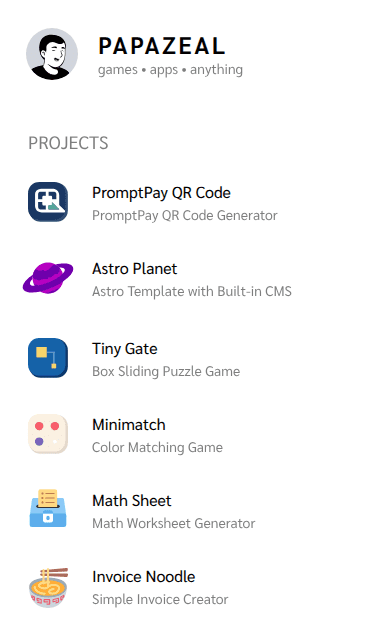 PAPAZEAL
games • apps • anything
PROJECTS
PromptPay QR Code
PromptPay QR Code Generator
Astro Planet
Astro Template with Built-in CMS
Tiny Gate
Box Sliding Puzzle Game
Minimatch
Color Matching Game
Math Sheet
Math Worksheet Generator
Invoice Noodle
Simple Invoice Creator